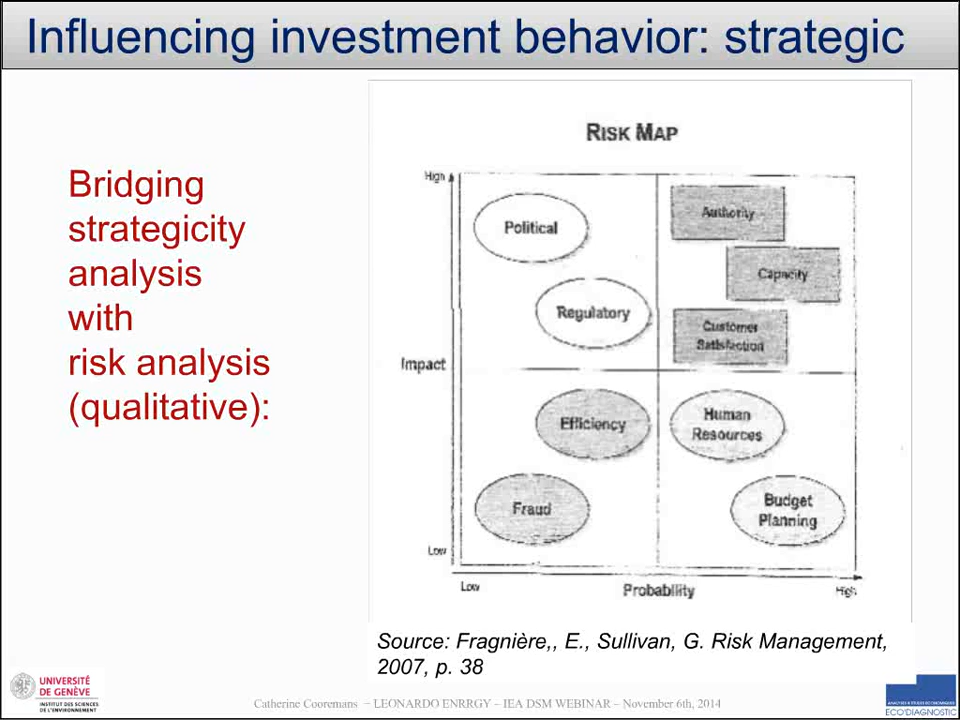 Influencing investment behavior: strategic
Bridging
strategicity
analysis
with
risk analysis
(qualitative):
RISK MAP
High
Political
Authority
Capacity
Regulatory
Customer
Satisfaction
Impact
Efficiency
Human
Resources
Fraud
Budget
Planning
Low
Low
Probability
High
Source: Fragnière,, E., Sullivan, G. Risk Management,
2007, p. 38
UNIVERSITÉ
DE GENÈVE
INSTITUT DES SCIENCES
DE L'ENVIRONNEMENT
Catherine Cooremans – LEONARDO ENRRGY – IEA DSM WEBINAR – November 6th, 2014
ECO'DIAGNOSTIC